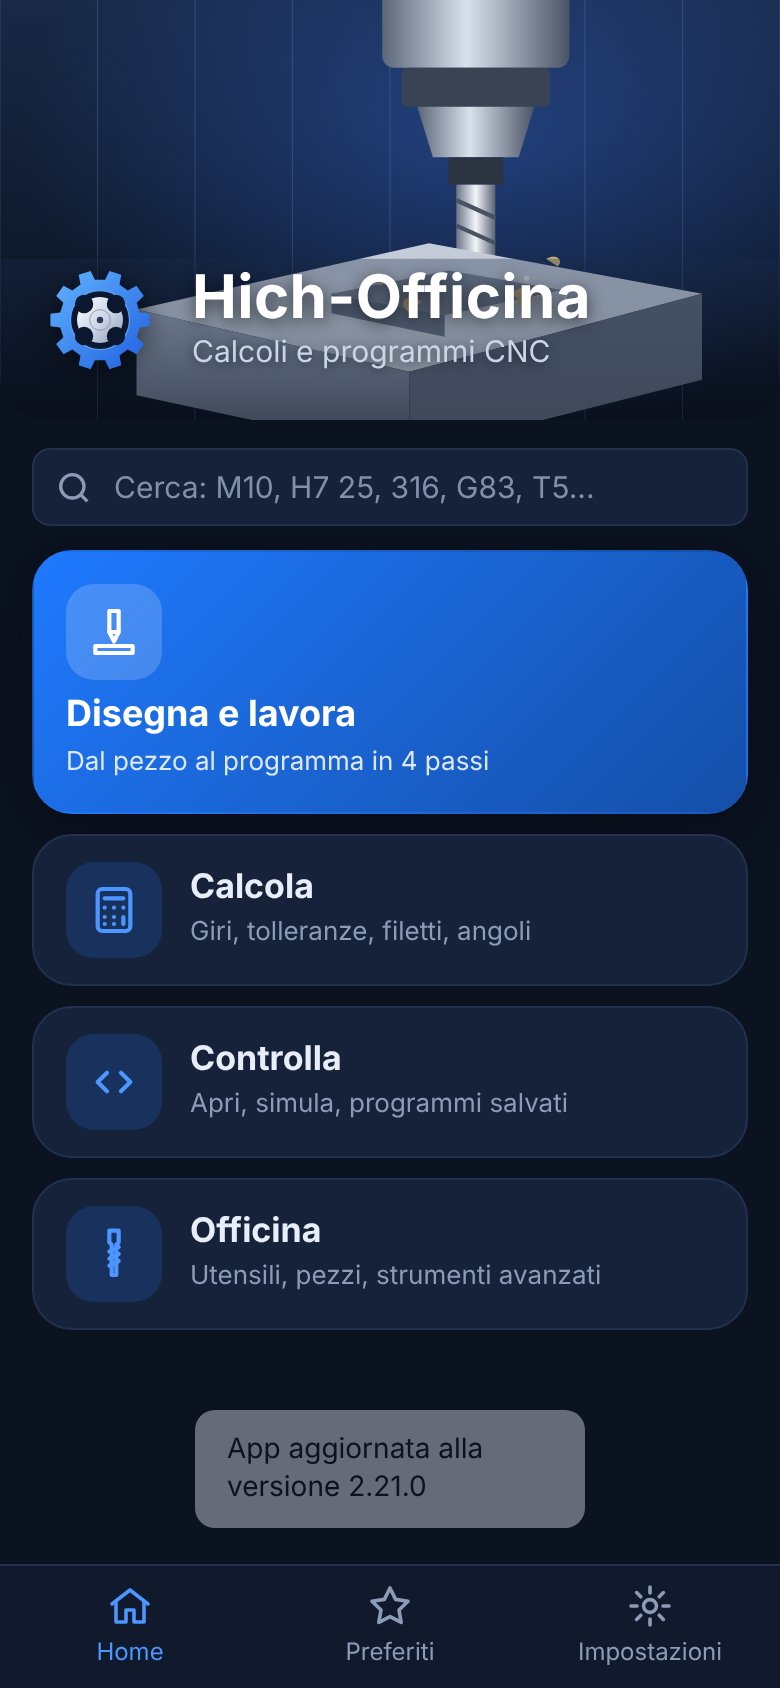 Hich-Officina
Calcoli e programmi CNC
Cerca: M10, H7 25, 316, G83, T5...
Disegna e lavora
Dal pezzo al programma in 4 passi
Calcola
Giri, tolleranze, filetti, angoli
Controlla
Apri, simula, programmi salvati
Officina
Utensili, pezzi, strumenti avanzati
App aggiornata alla
versione 2.21.0
Home
Preferiti
Impostazioni